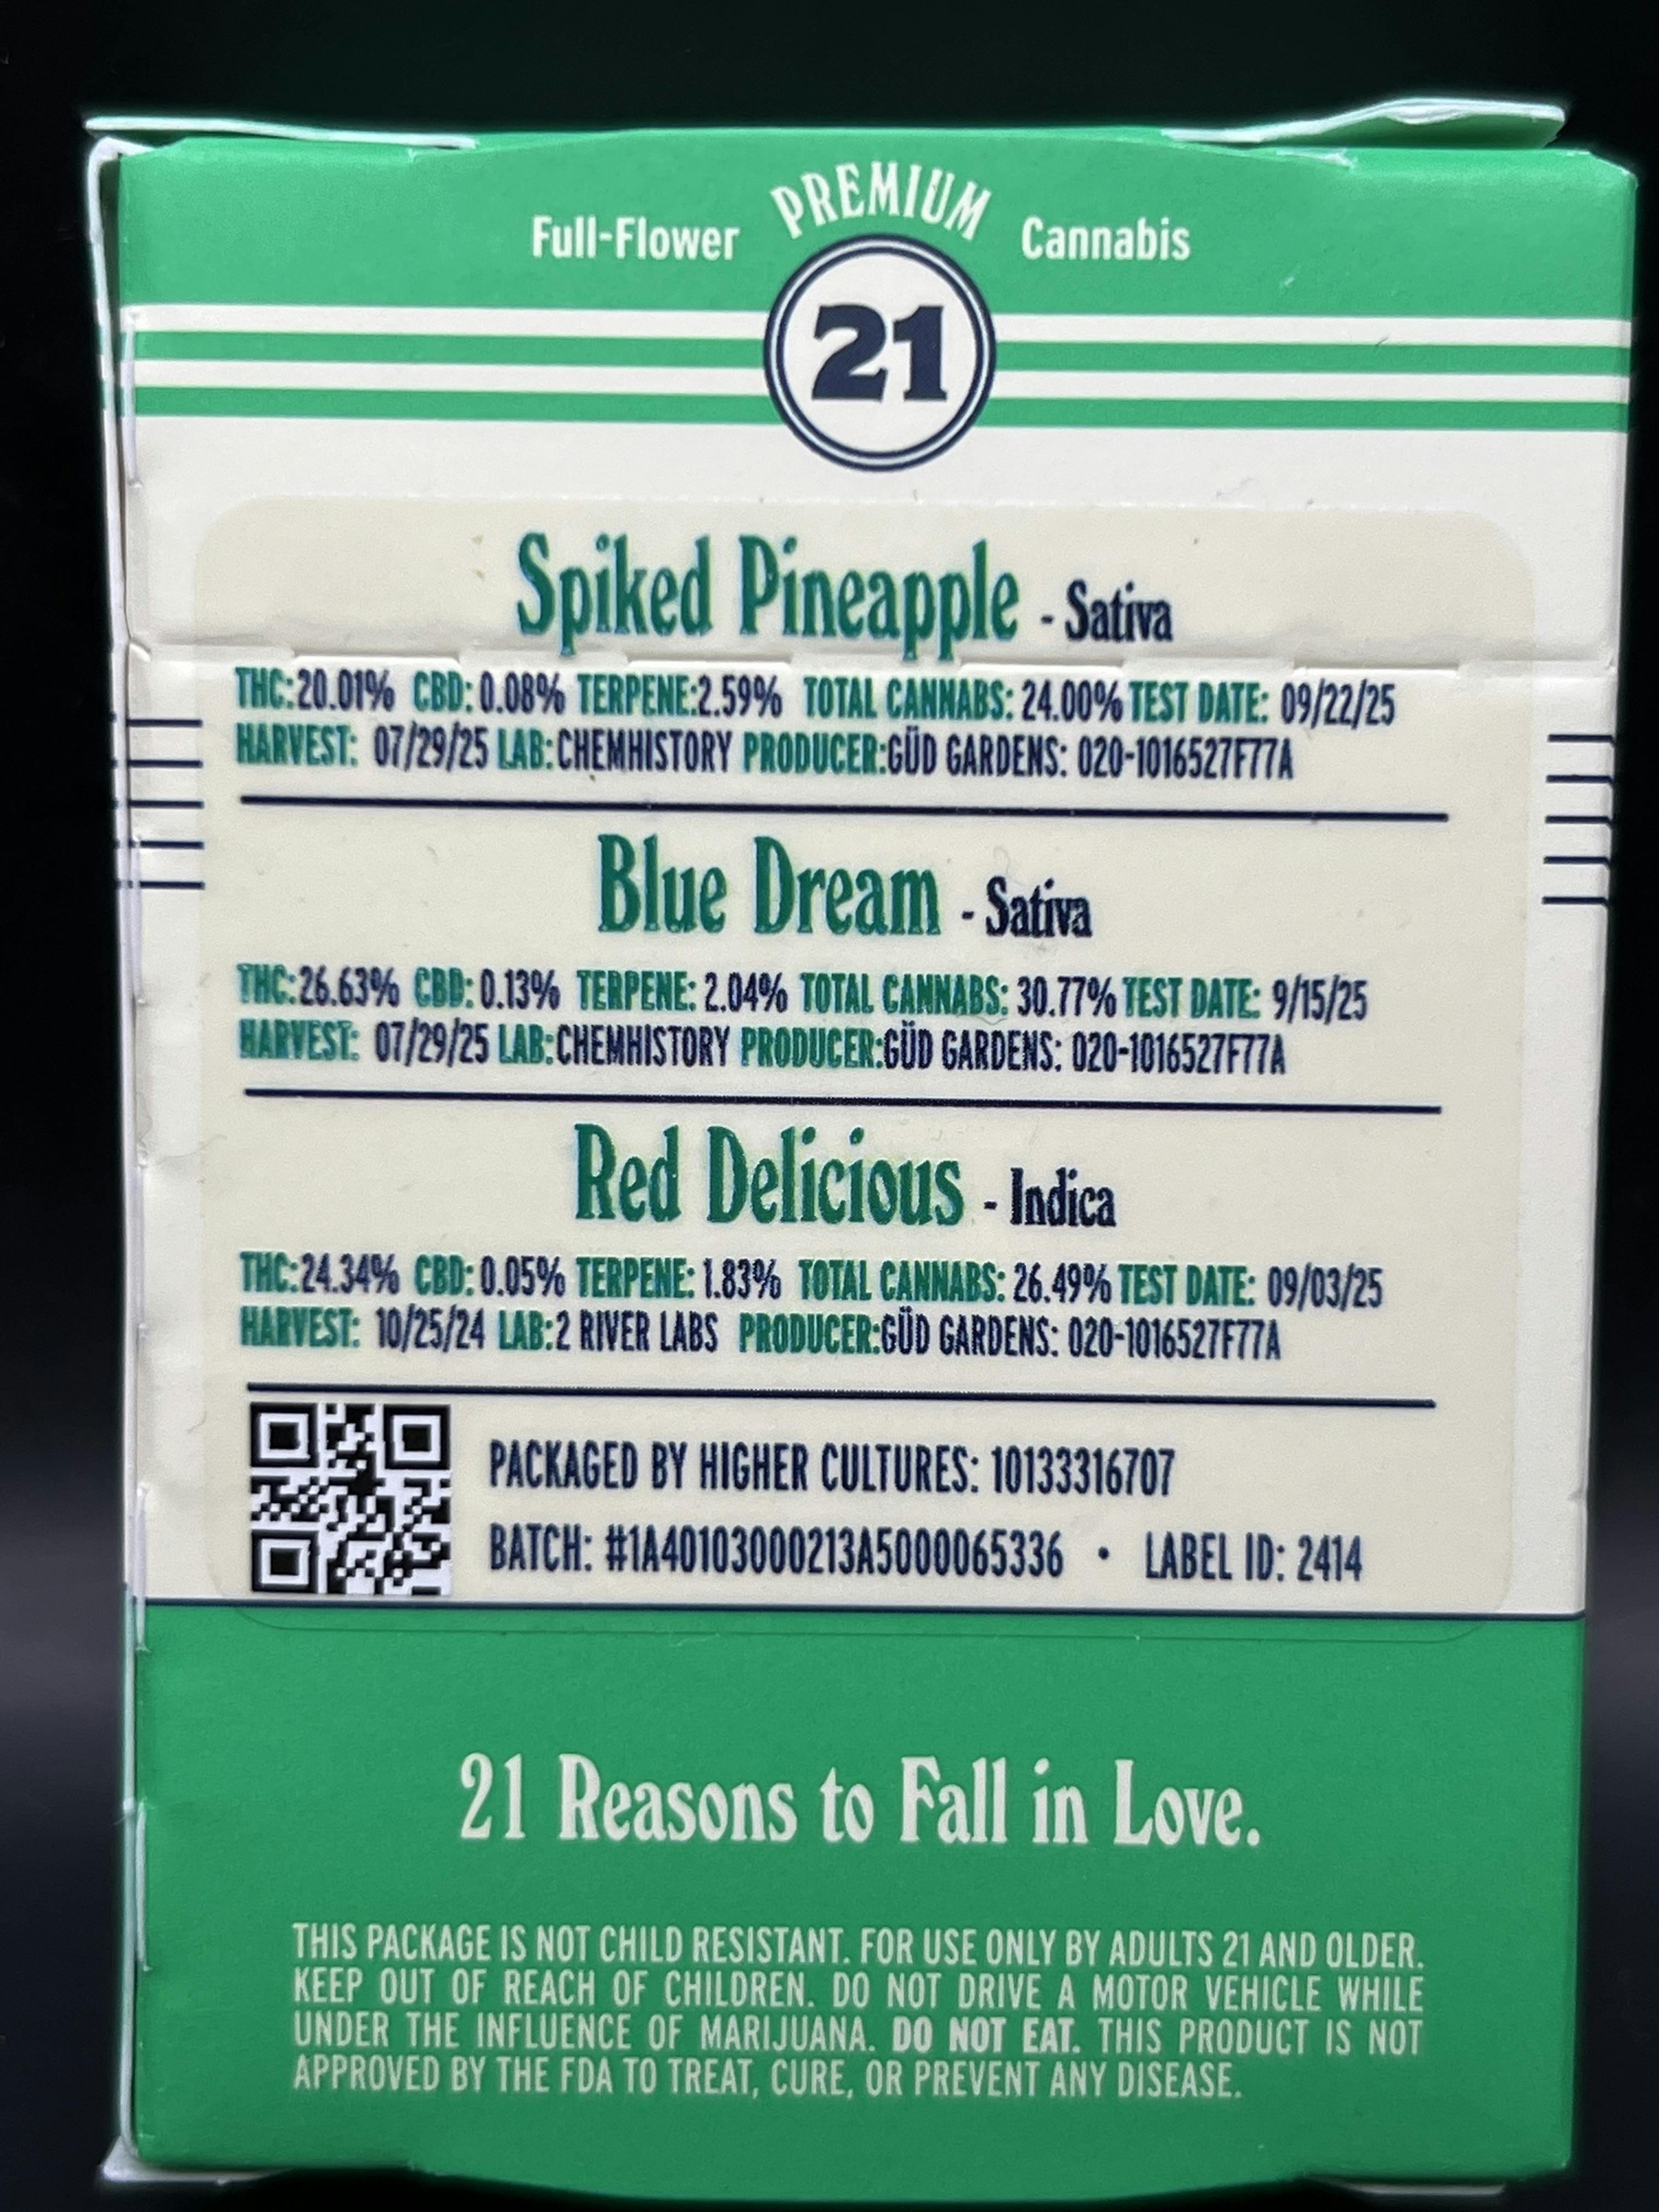 PREMIUM
Full-Flower Cannabis
21
Spiked Pineapple - Sativa
THC:20.01% CBD: 0.08% TERPENE:2.59% TOTAL CANNABS: 24.00% TEST DATE: 09/22/25
HARVEST: 07/29/25 LAB:CHEMHISTORY PRODUCER:GÜD GARDENS: 020-1016527F77A
Blue Dream - Sativa
THC:26.63% CBD: 0.13% TERPENE: 2.04% TOTAL CANNABS: 30.77% TEST DATE: 9/15/25
HARVEST: 07/29/25 LAB:CHEMHISTORY PRODUCER:GÜD GARDENS: 020-1016527F77A
Red Delicious - Indica
THC:24.34% CBD: 0.05% TERPENE: 1.83% TOTAL CANNABS: 26.49% TEST DATE: 09/03/25
HARVEST: 10/25/24 LAB:2 RIVER LABS PRODUCER:GÜD GARDENS: 020-1016527F77A
PACKAGED BY HIGHER CULTURES: 10133316707
BATCH: #1A40103000213A5000065336 • LABEL ID: 2414
21 Reasons to Fall in Love.
THIS PACKAGE IS NOT CHILD RESISTANT. FOR USE ONLY BY ADULTS 21 AND OLDER.
KEEP OUT OF REACH OF CHILDREN. DO NOT DRIVE A MOTOR VEHICLE WHILE
UNDER THE INFLUENCE OF MARIJUANA. DO NOT EAT. THIS PRODUCT IS NOT
APPROVED BY THE FDA TO TREAT, CURE, OR PREVENT ANY DISEASE.